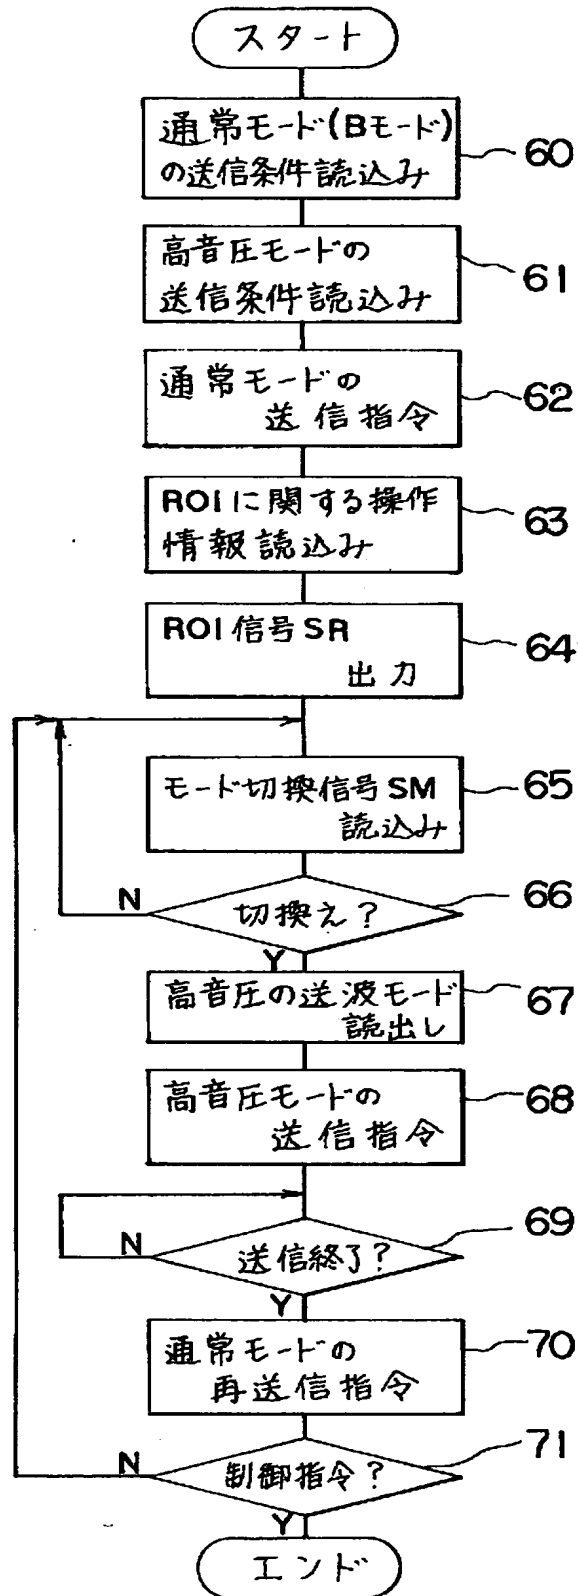 スタート
通常モード(Bモード)
の送信条件読込み
60
高音圧モードの
送信条件読込み
61
通常モードの
送信指令
62
ROIに関する操作
情報読込み
63
ROI信号SR
出力
64
モード切換信号SM
読込み
65
切換え?
66
N
Y
高音圧の送波モード
読出し
67
高音圧モードの
送信指令
68
送信終了?
69
N
Y
通常モードの
再送信指令
70
制御指令?
71
N
Y
エンド